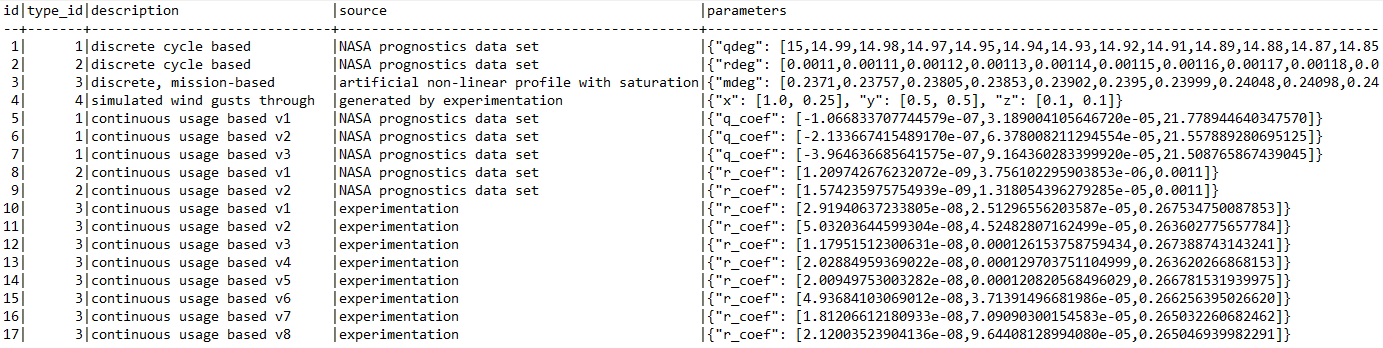 id|type_id|description                   |source                                       |parameters
--+-------+------------------------------+---------------------------------------------+-------------------------------------------------------------------------------------
 1|      1|discrete cycle based          |NASA prognostics data set                    |{"qdeg": [15,14.99,14.98,14.97,14.95,14.94,14.93,14.92,14.91,14.89,14.88,14.87,14.85
 2|      2|discrete cycle based          |NASA prognostics data set                    |{"rdeg": [0.0011,0.00111,0.00112,0.00113,0.00114,0.00115,0.00116,0.00117,0.00118,0.0
 3|      3|discrete, mission-based       |artificial non-linear profile with saturation|{"mdeg": [0.2371,0.23757,0.23805,0.23853,0.23902,0.2395,0.23999,0.24048,0.24098,0.24
 4|      4|simulated wind gusts through  |generated by experimentation                 |{"x": [1.0, 0.25], "y": [0.5, 0.5], "z": [0.1, 0.1]}
 5|      1|continuous usage based v1     |NASA prognostics data set                    |{"q_coef": [-1.066833707744579e-07,3.189004105646720e-05,21.778944640347570]}
 6|      1|continuous usage based v2     |NASA prognostics data set                    |{"q_coef": [-2.133667415489170e-07,6.378008211294554e-05,21.557889280695125]}
 7|      1|continuous usage based v3     |NASA prognostics data set                    |{"q_coef": [-3.964636685641575e-07,9.164360283399920e-05,21.508765867439045]}
 8|      2|continuous usage based v1     |NASA prognostics data set                    |{"r_coef": [1.209742676232072e-09,3.756102295903853e-06,0.0011]}
 9|      2|continuous usage based v2     |NASA prognostics data set                    |{"r_coef": [1.574235975754939e-09,1.318054396279285e-05,0.0011]}
10|      3|continuous usage based v1     |experimentation                              |{"r_coef": [2.91940637233805e-08,2.51296556203587e-05,0.267534750087853]}
11|      3|continuous usage based v2     |experimentation                              |{"r_coef": [5.03203644599304e-08,4.52482807162499e-05,0.263602775657784]}
12|      3|continuous usage based v3     |experimentation                              |{"r_coef": [1.17951512300631e-08,0.000126153758759434,0.267388743143241]}
13|      3|continuous usage based v4     |experimentation                              |{"r_coef": [2.02884959369022e-08,0.000129703751104999,0.263620266868153]}
14|      3|continuous usage based v5     |experimentation                              |{"r_coef": [2.00949753003282e-08,0.000120820568496029,0.266781531939975]}
15|      3|continuous usage based v6     |experimentation                              |{"r_coef": [4.93684103069012e-08,3.71391496681986e-05,0.266256395026620]}
16|      3|continuous usage based v7     |experimentation                              |{"r_coef": [1.81206612180933e-08,7.09090300154583e-05,0.265032260682462]}
17|      3|continuous usage based v8     |experimentation                              |{"r_coef": [2.12003523904136e-08,9.64408128994080e-05,0.265046939982291]}